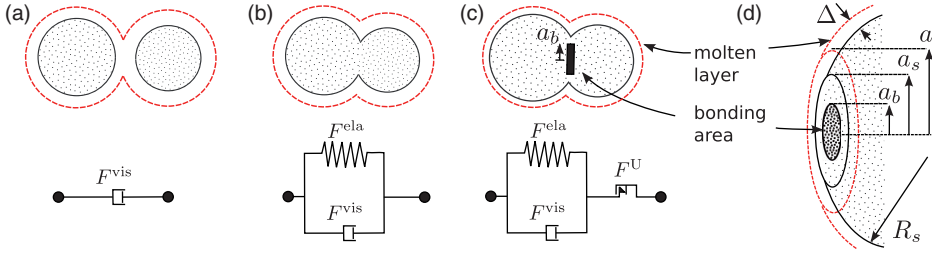 (a)
(b)
(c)
(d)
a_b
molten
layer
bonding
area
Δ
a
a_s
a_b
R_s
F^vis
F^ela
F^vis
F^ela
F^U
F^vis